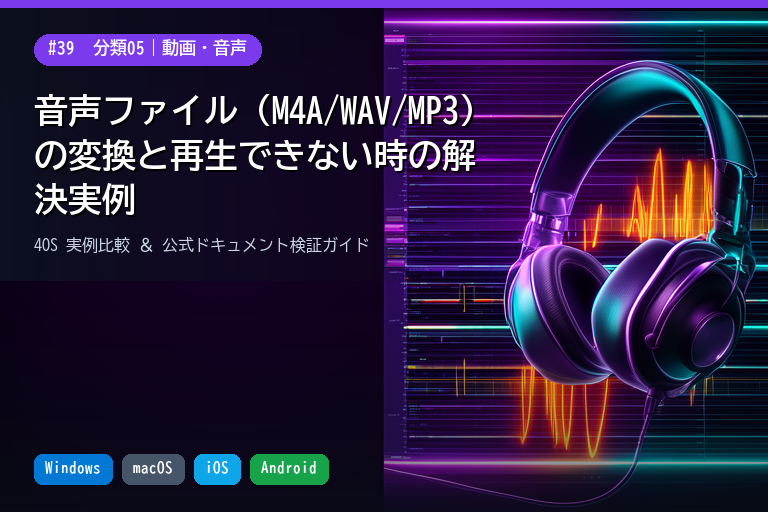 #39 分類05｜動画・音声
音声ファイル（M4A/WAV/MP3）
の変換と再生できない時の解
決実例
4OS 実例比較 ＆ 公式ドキュメント検証ガイド
Windows
macOS
iOS
Android